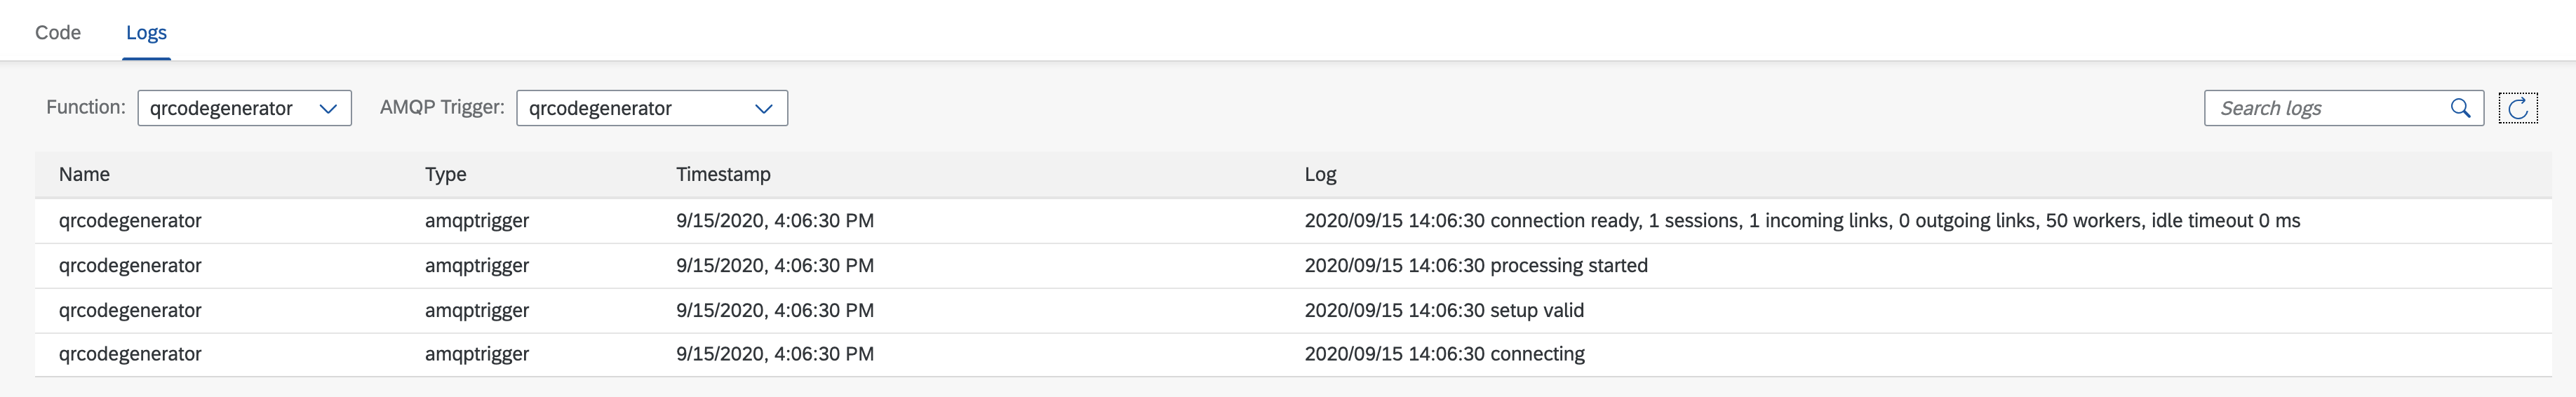 Code Logs
Function: qrcodegenerator AMQP Trigger: qrcodegenerator Search logs
Name Type Timestamp Log
qrcodegenerator amqptrigger 9/15/2020, 4:06:30 PM 2020/09/15 14:06:30 connection ready, 1 sessions, 1 incoming links, 0 outgoing links, 50 workers, idle timeout 0 ms
qrcodegenerator amqptrigger 9/15/2020, 4:06:30 PM 2020/09/15 14:06:30 processing started
qrcodegenerator amqptrigger 9/15/2020, 4:06:30 PM 2020/09/15 14:06:30 setup valid
qrcodegenerator amqptrigger 9/15/2020, 4:06:30 PM 2020/09/15 14:06:30 connecting